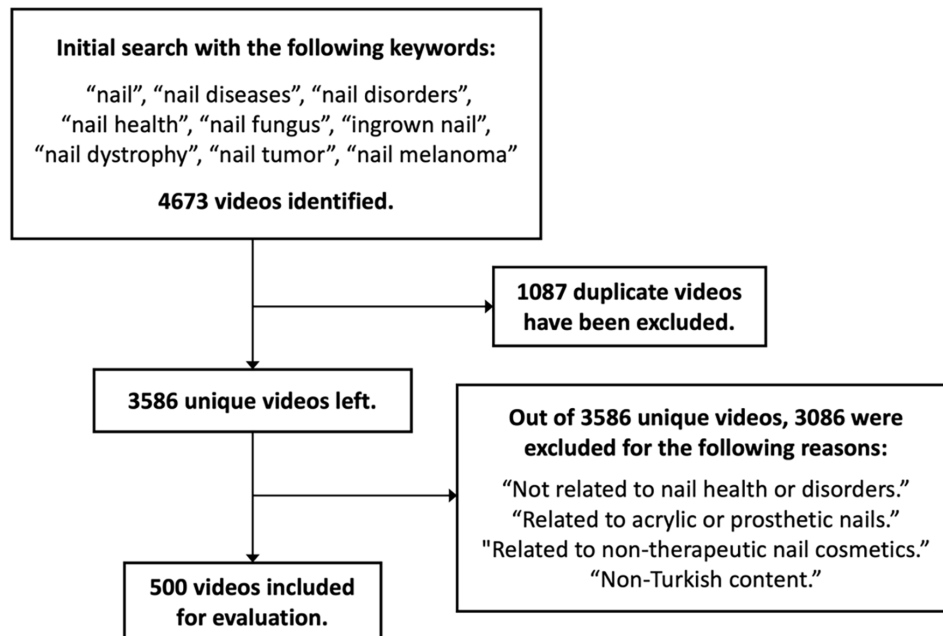 Initial search with the following keywords:
“nail”, “nail diseases”, “nail disorders”,
“nail health”, “nail fungus”, “ingrown nail”,
“nail dystrophy”, “nail tumor”, “nail melanoma”
4673 videos identified.
1087 duplicate videos
have been excluded.
3586 unique videos left.
Out of 3586 unique videos, 3086 were
excluded for the following reasons:
“Not related to nail health or disorders.”
“Related to acrylic or prosthetic nails.”
"Related to non-therapeutic nail cosmetics.”
“Non-Turkish content.”
500 videos included
for evaluation.